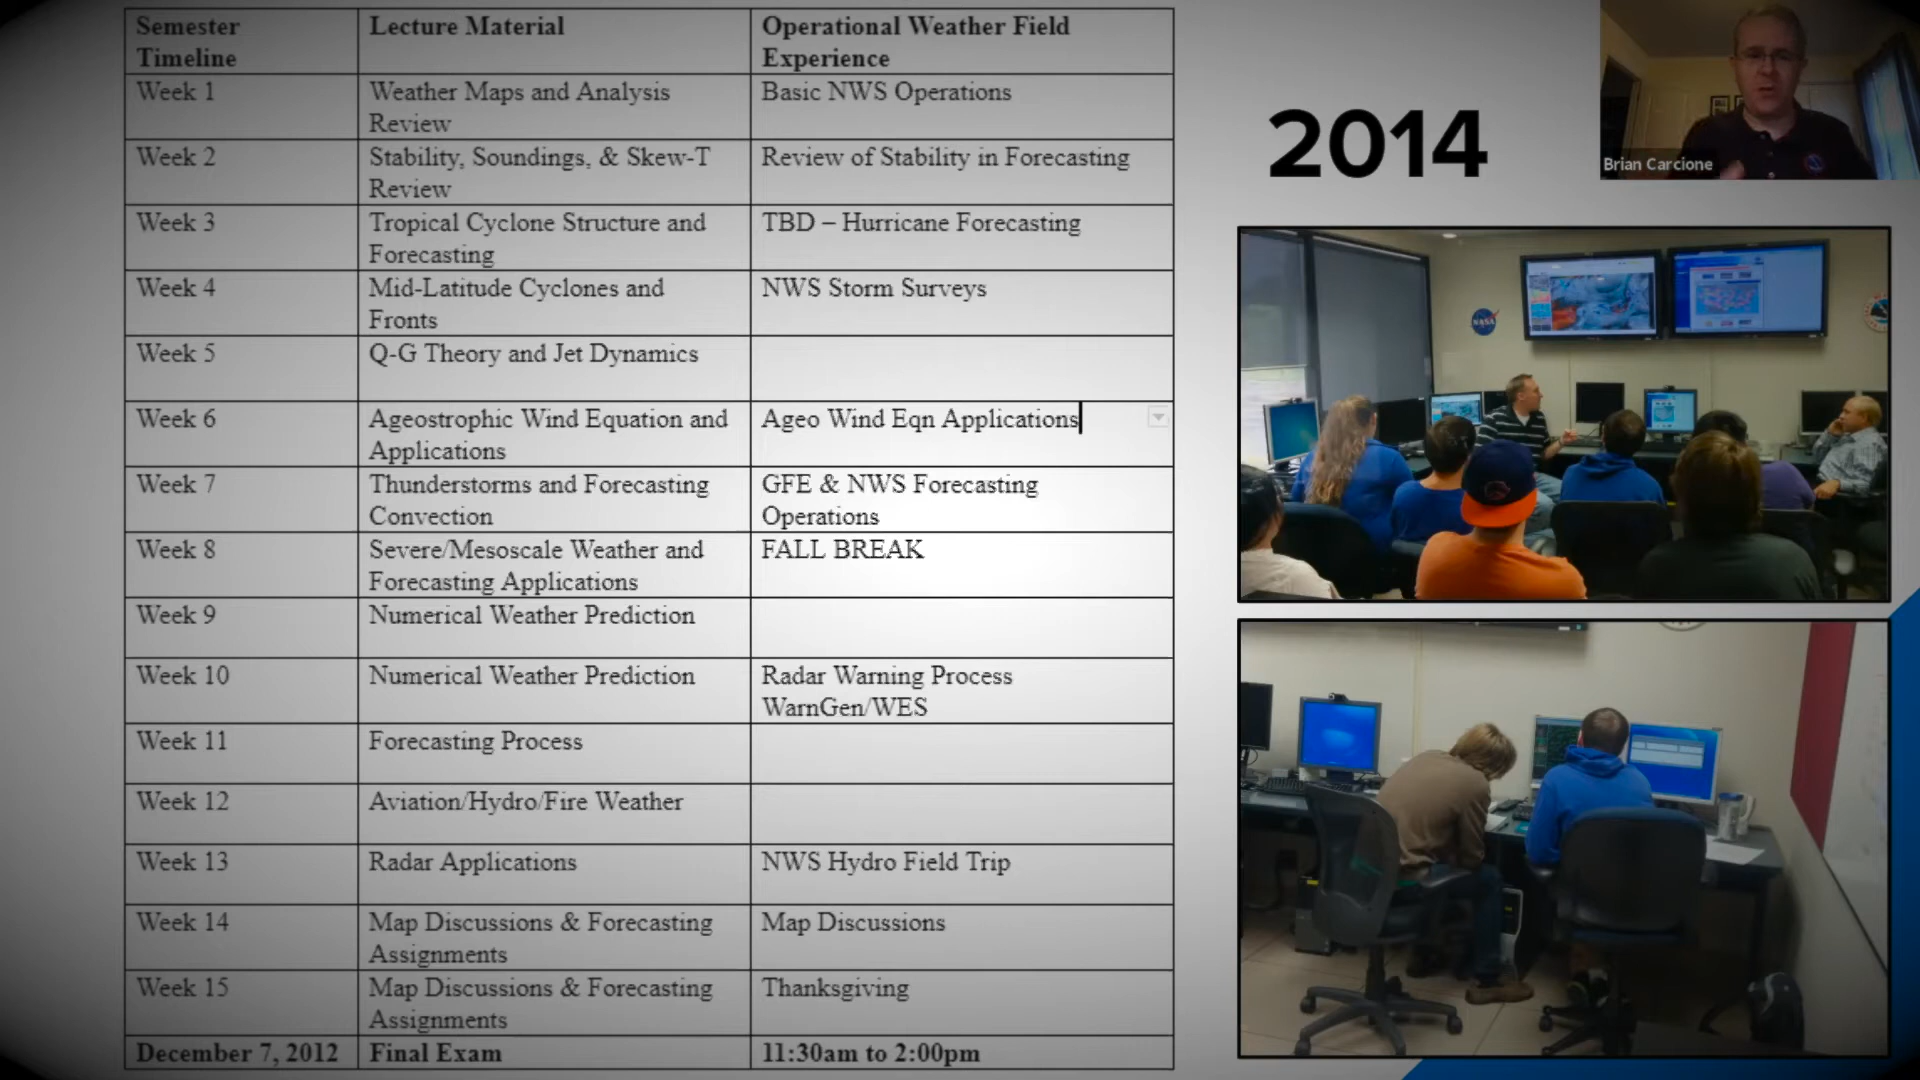 Semester Timeline
Lecture Material
Operational Weather Field Experience
Week 1
Weather Maps and Analysis Review
Basic NWS Operations
Week 2
Stability, Soundings, & Skew-T Review
Review of Stability in Forecasting
Week 3
Tropical Cyclone Structure and Forecasting
TBD – Hurricane Forecasting
Week 4
Mid-Latitude Cyclones and Fronts
NWS Storm Surveys
Week 5
Q-G Theory and Jet Dynamics
Week 6
Ageostrophic Wind Equation and Applications
Ageo Wind Eqn Applications
Week 7
Thunderstorms and Forecasting Convection
GFE & NWS Forecasting Operations
Week 8
Severe/Mesoscale Weather and Forecasting Applications
FALL BREAK
Week 9
Numerical Weather Prediction
Week 10
Numerical Weather Prediction
Radar Warning Process
WarnGen/WES
Week 11
Forecasting Process
Week 12
Aviation/Hydro/Fire Weather
Week 13
Radar Applications
NWS Hydro Field Trip
Week 14
Map Discussions & Forecasting Assignments
Map Discussions
Week 15
Map Discussions & Forecasting Assignments
Thanksgiving
December 7, 2012
Final Exam
11:30am to 2:00pm
2014
Brian Carcione
NASA